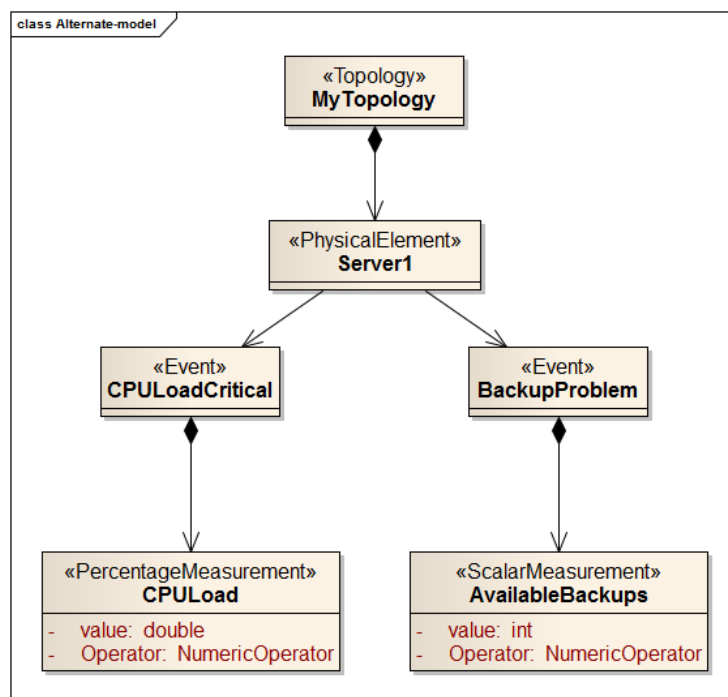 class Alternate-model
«Topology»
MyTopology
«PhysicalElement»
Server1
«Event»
CPULoadCritical
«Event»
BackupProblem
«PercentageMeasurement»
CPULoad
- value: double
- Operator: NumericOperator
«ScalarMeasurement»
AvailableBackups
- value: int
- Operator: NumericOperator